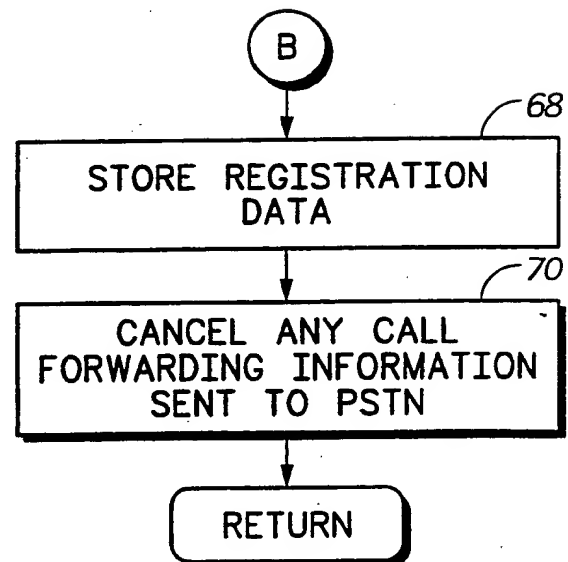 B
68
STORE REGISTRATION
DATA
70
CANCEL ANY CALL
FORWARDING INFORMATION
SENT TO PSTN
RETURN